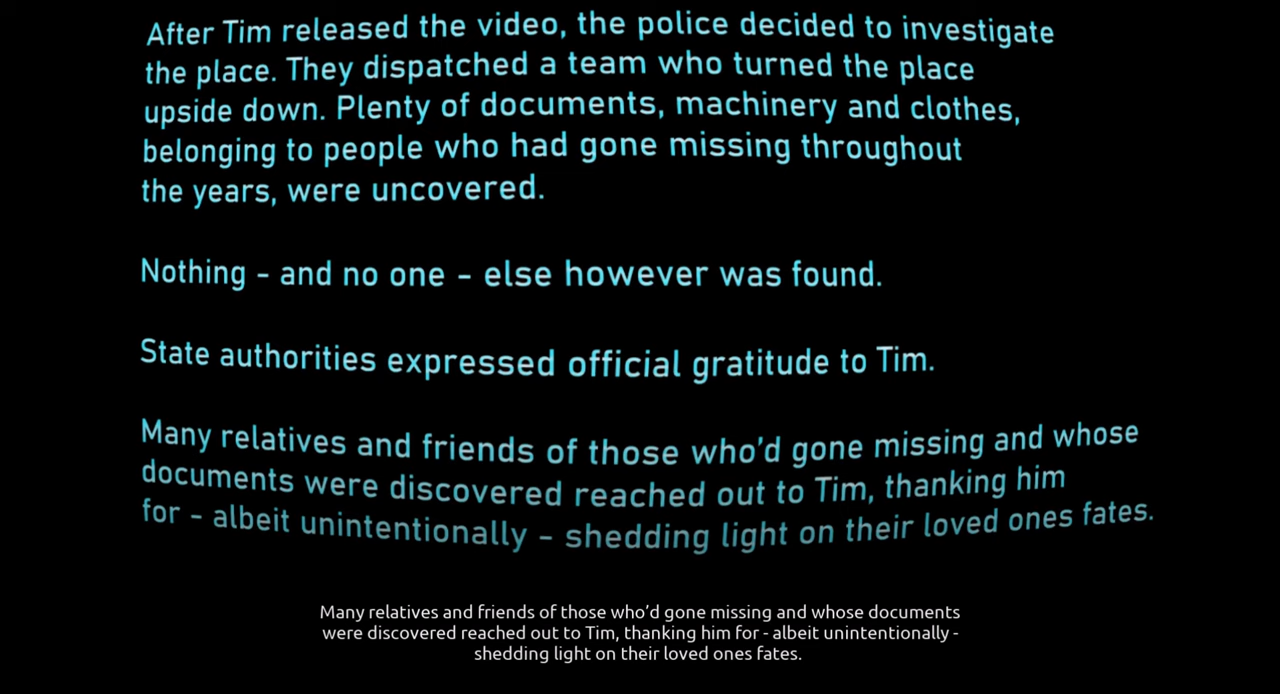 After Tim released the video, the police decided to investigate
the place. They dispatched a team who turned the place
upside down. Plenty of documents, machinery and clothes,
belonging to people who had gone missing throughout
the years, were uncovered.
Nothing - and no one - else however was found.
State authorities expressed official gratitude to Tim.
Many relatives and friends of those who'd gone missing and whose
documents were discovered reached out to Tim, thanking him
for - albeit unintentionally - shedding light on their loved ones fates.
Many relatives and friends of those who'd gone missing and whose documents
were discovered reached out to Tim, thanking him for - albeit unintentionally -
shedding light on their loved ones fates.